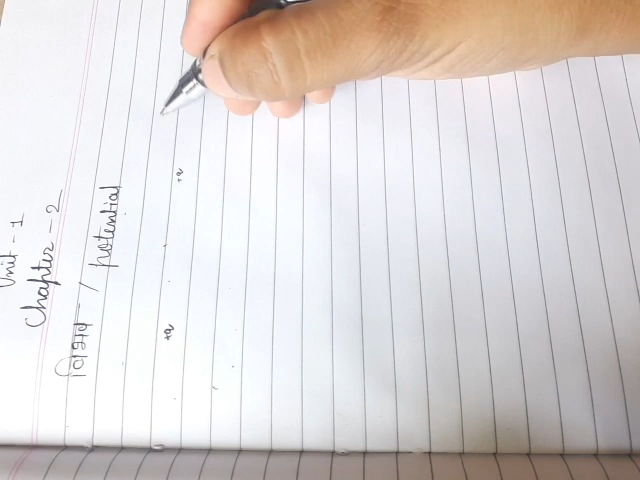 Unit - 1
Chapter - 2
विभव / potential
+q +q